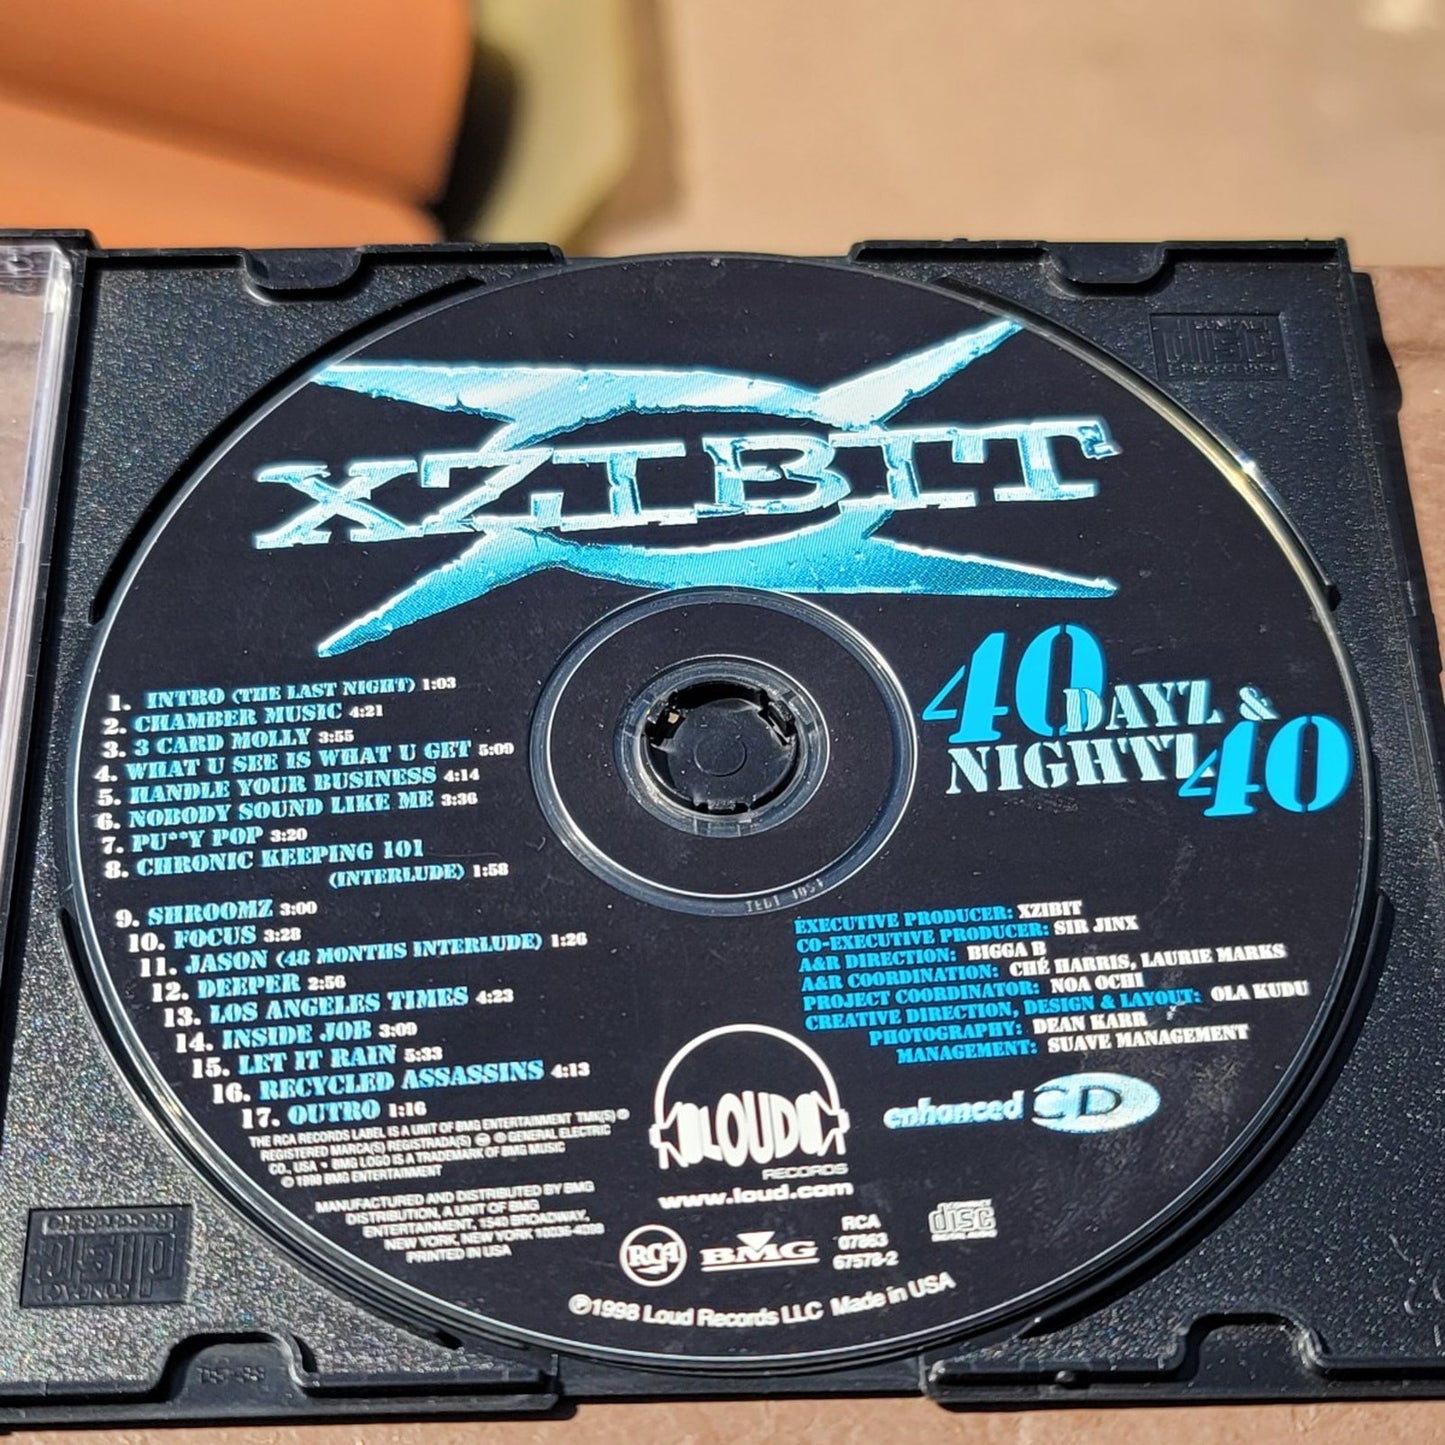 XZIBIT
40 DAYZ &
NIGHTZ 40
1. INTRO (THE LAST NIGHT) 1:03
2. CHAMBER MUSIC 4:21
3. 3 CARD MOLLY 3:55
4. WHAT U SEE IS WHAT U GET 5:09
5. HANDLE YOUR BUSINESS 4:14
6. NOBODY SOUND LIKE ME 3:36
7. PU**Y POP 3:20
8. CHRONIC KEEPING 101
(INTERLUDE) 1:58
9. SHROOMZ 3:00
10. FOCUS 3:28
11. JASON (48 MONTHS INTERLUDE) 1:26
12. DEEPER 2:56
13. LOS ANGELES TIMES 4:23
14. INSIDE JOB 3:09
15. LET IT RAIN 5:33
16. RECYCLED ASSASSINS 4:13
17. OUTRO 1:16
EXECUTIVE PRODUCER: XZIBIT
CO-EXECUTIVE PRODUCER: SIR JINX
A&R DIRECTION: BIGGA B
A&R COORDINATION: CHÉ HARRIS, LAURIE MARKS
PROJECT COORDINATOR: NOA OCHI
CREATIVE DIRECTION, DESIGN & LAYOUT: OLA KUDU
PHOTOGRAPHY: DEAN KARR
MANAGEMENT: SUAVE MANAGEMENT
enhanced CD
THE RCA RECORDS LABEL IS A UNIT OF BMG ENTERTAINMENT TMK(S) ®
REGISTERED MARCA(S) REGISTRADA(S) ® GENERAL ELECTRIC
CO., USA • BMG LOGO IS A TRADEMARK OF BMG MUSIC
© 1998 BMG ENTERTAINMENT
MANUFACTURED AND DISTRIBUTED BY BMG
DISTRIBUTION, A UNIT OF BMG
ENTERTAINMENT, 1540 BROADWAY,
NEW YORK, NEW YORK 10036-4098
PRINTED IN USA
LOUD
RECORDS
www.loud.com
RCA
BMG
RCA
07863
67578-2
COMPACT
disc
DIGITAL AUDIO
℗1998 Loud Records LLC Made in USA